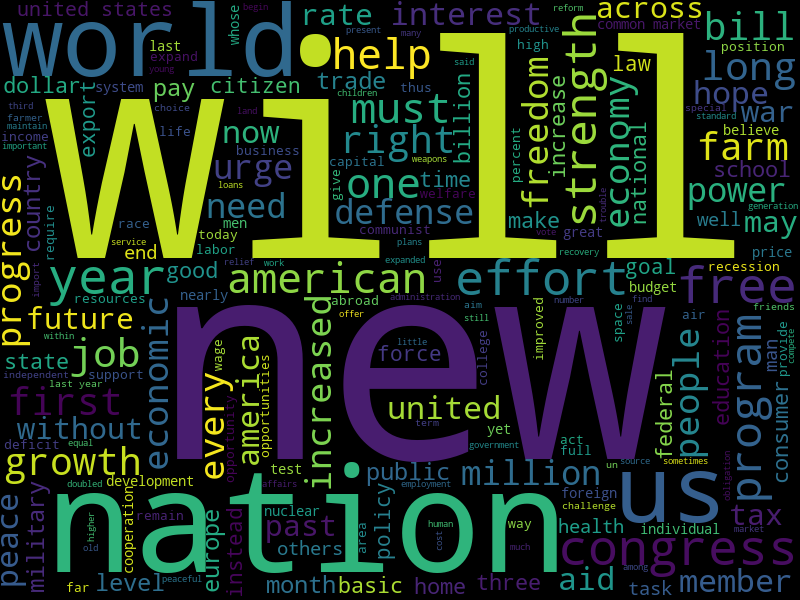 united states
world
whose
begin
reform
productive
present
many
rate
interest
across
common market
bill
position
last
expand
young
help
said
high
law
long
dollar
system
pay
citizen
trade
thus
billion
freedom
increase
strength
economy
national
hope
third
farmer
maintain
important
income
export
choice
life
children
must
special
standard
war
believe
farm
now
business
right
percent
will
capital
weapons
school
urge
loans
one
time
welfare
give
power
generation
progress
country
require
need
defense
make
great
trouble
well
may
race
men
communist
vote
service
today
end
labor
plans
recovery
price
import
year
good
relief
work
expanded
use
effort
goal
recession
resources
american
budget
free
nearly
abroad
administration
aim
number
find
friends
future
economic
offer
still
improved
space
air
sale
new
little
within
job
state
wage
america
opportunities
force
college
man
provide
compete
independent
support
increased
federal
people
education
program
consumer
last year
first
every
united
without
term
yet
act
full
deficit
equal
growth
opportunity
government
development
test
public
million
un
source
sometimes
obligation
peace
military
doubled
affairs
employment
policy
foreign
us
nation
cooperation
nuclear
challenge
tax
higher
remain
europe
instead
past
human
way
health
individual
market
old
others
area
cost
congress
much
among
far
level
peaceful
month
basic
home
three
aid
task
member